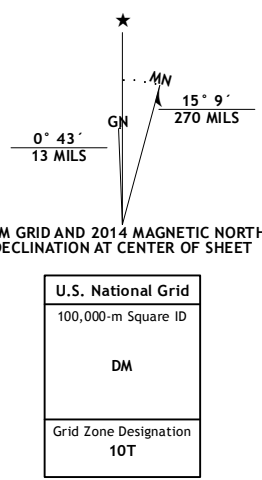 ★
MN
GN
15° 9´
270 MILS
0° 43´
13 MILS
M GRID AND 2014 MAGNETIC NORTH
DECLINATION AT CENTER OF SHEET
U.S. National Grid
100,000-m Square ID
DM
Grid Zone Designation
10T